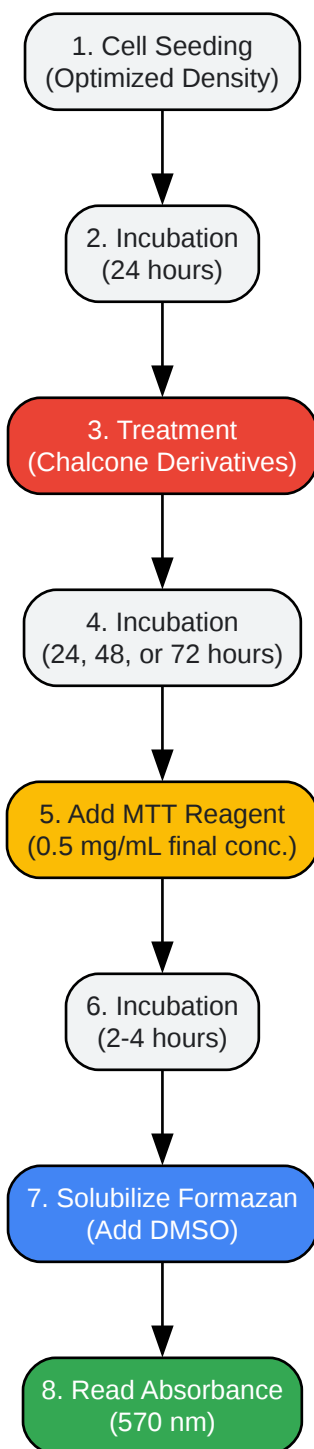 1. Cell Seeding
(Optimized Density)
2. Incubation
(24 hours)
3. Treatment
(Chalcone Derivatives)
4. Incubation
(24, 48, or 72 hours)
5. Add MTT Reagent
(0.5 mg/mL final conc.)
6. Incubation
(2-4 hours)
7. Solubilize Formazan
(Add DMSO)
8. Read Absorbance
(570 nm)